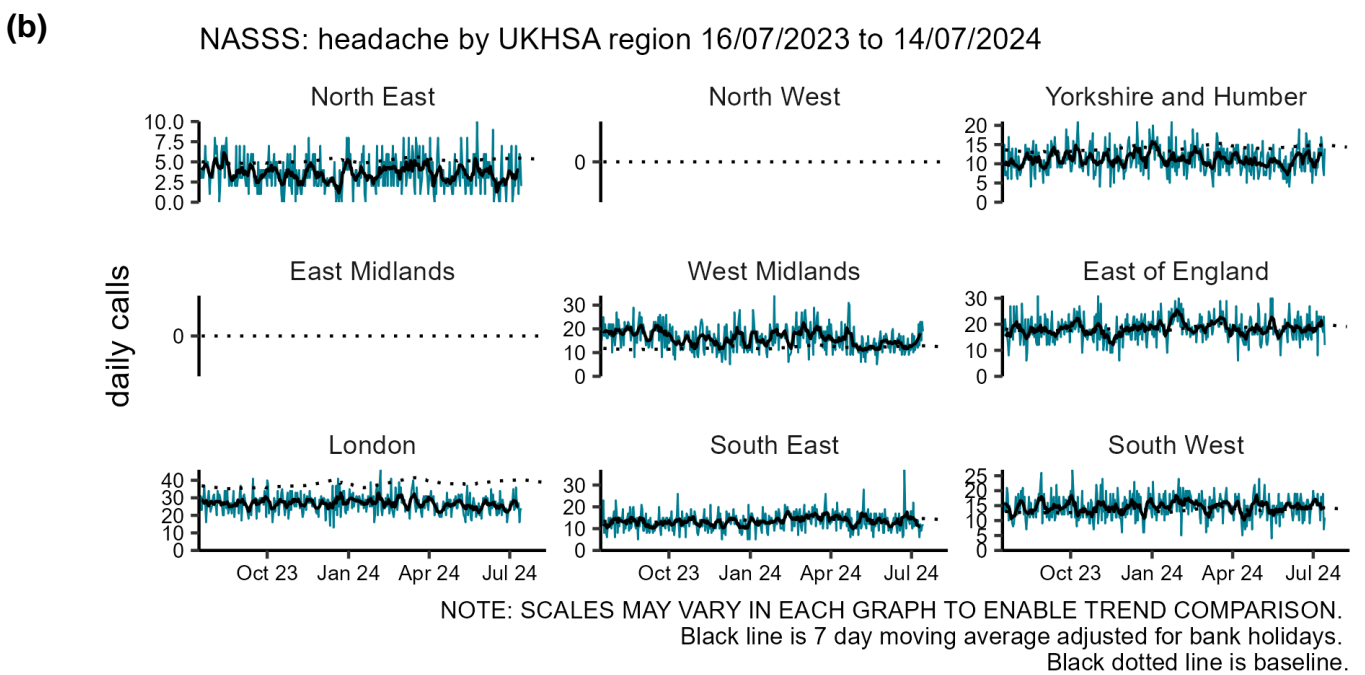 (b)
NASSS: headache by UKHSA region 16/07/2023 to 14/07/2024
daily calls
North East
10.0
7.5
5.0
2.5
0.0
North West
0
Yorkshire and Humber
20
15
10
5
0
East Midlands
0
West Midlands
30
20
10
0
East of England
30
20
10
0
London
40
30
20
10
0
Oct 23 Jan 24 Apr 24 Jul 24
South East
30
20
10
0
Oct 23 Jan 24 Apr 24 Jul 24
South West
25
20
15
10
5
0
Oct 23 Jan 24 Apr 24 Jul 24
NOTE: SCALES MAY VARY IN EACH GRAPH TO ENABLE TREND COMPARISON.
Black line is 7 day moving average adjusted for bank holidays.
Black dotted line is baseline.